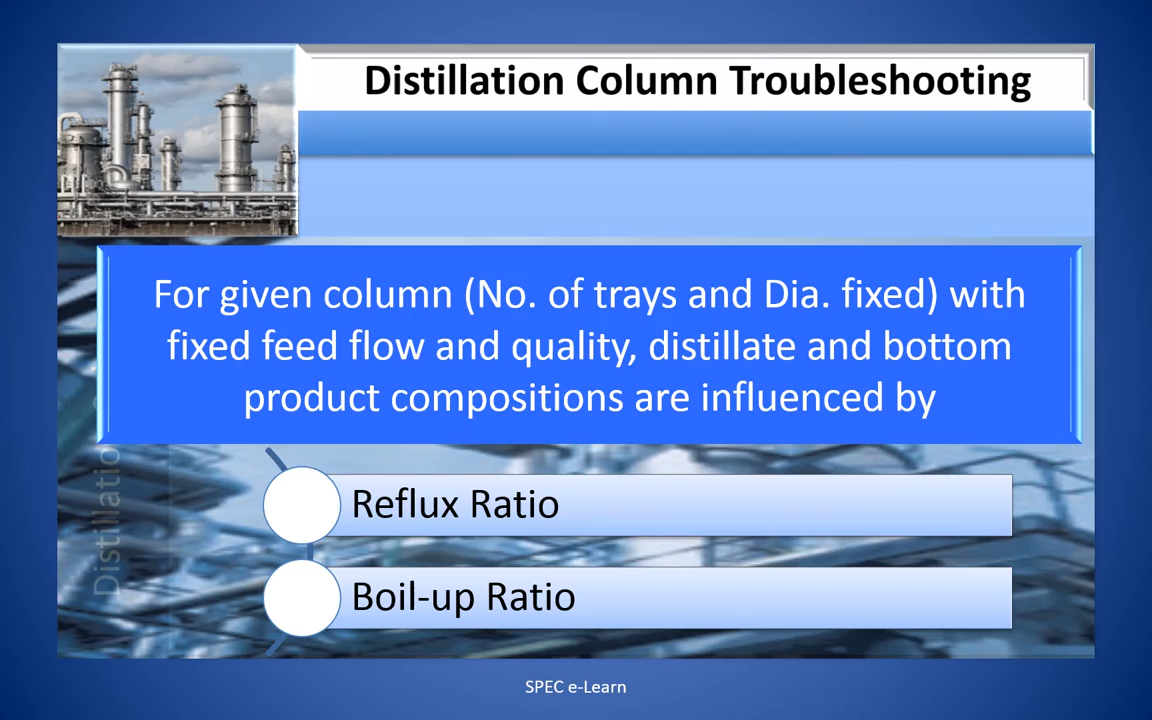 Distillation Column Troubleshooting
For given column (No. of trays and Dia. fixed) with
fixed feed flow and quality, distillate and bottom
product compositions are influenced by
Reflux Ratio
Boil-up Ratio
Distillatio
SPEC e-Learn